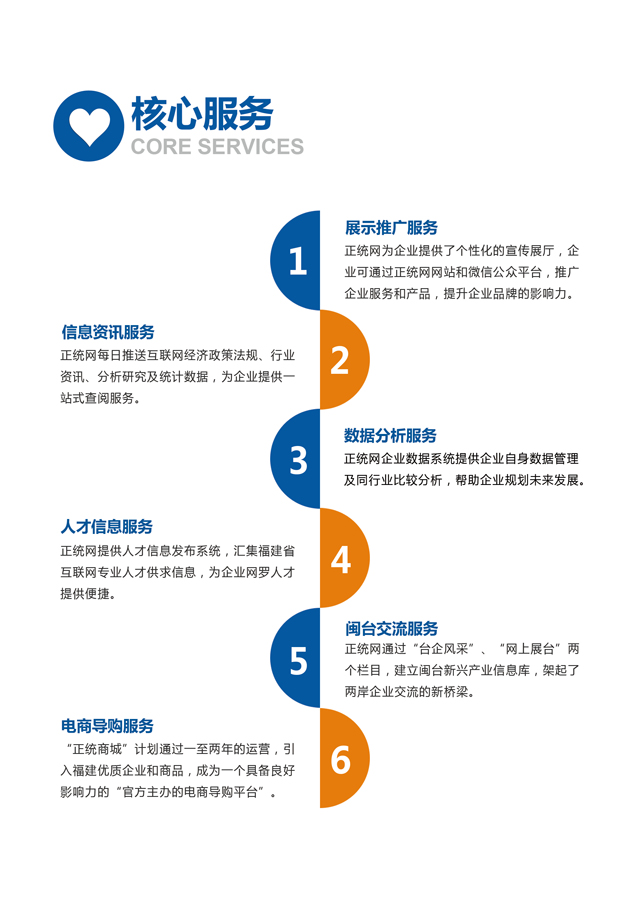 核心服务
CORE SERVICES
1
展示推广服务
正统网为企业提供了个性化的宣传展厅，企
业可通过正统网网站和微信公众平台，推广
企业服务和产品，提升企业品牌的影响力。
2
信息资讯服务
正统网每日推送互联网经济政策法规、行业
资讯、分析研究及统计数据，为企业提供一
站式查阅服务。
3
数据分析服务
正统网企业数据系统提供企业自身数据管理
及同行业比较分析，帮助企业规划未来发展。
4
人才信息服务
正统网提供人才信息发布系统，汇集福建省
互联网专业人才供求信息，为企业网罗人才
提供便捷。
5
闽台交流服务
正统网通过“台企风采”、“网上展台”两
个栏目，建立闽台新兴产业信息库，架起了
两岸企业交流的新桥梁。
6
电商导购服务
“正统商城”计划通过一至两年的运营，引
入福建优质企业和商品，成为一个具备良好
影响力的“官方主办的电商导购平台”。